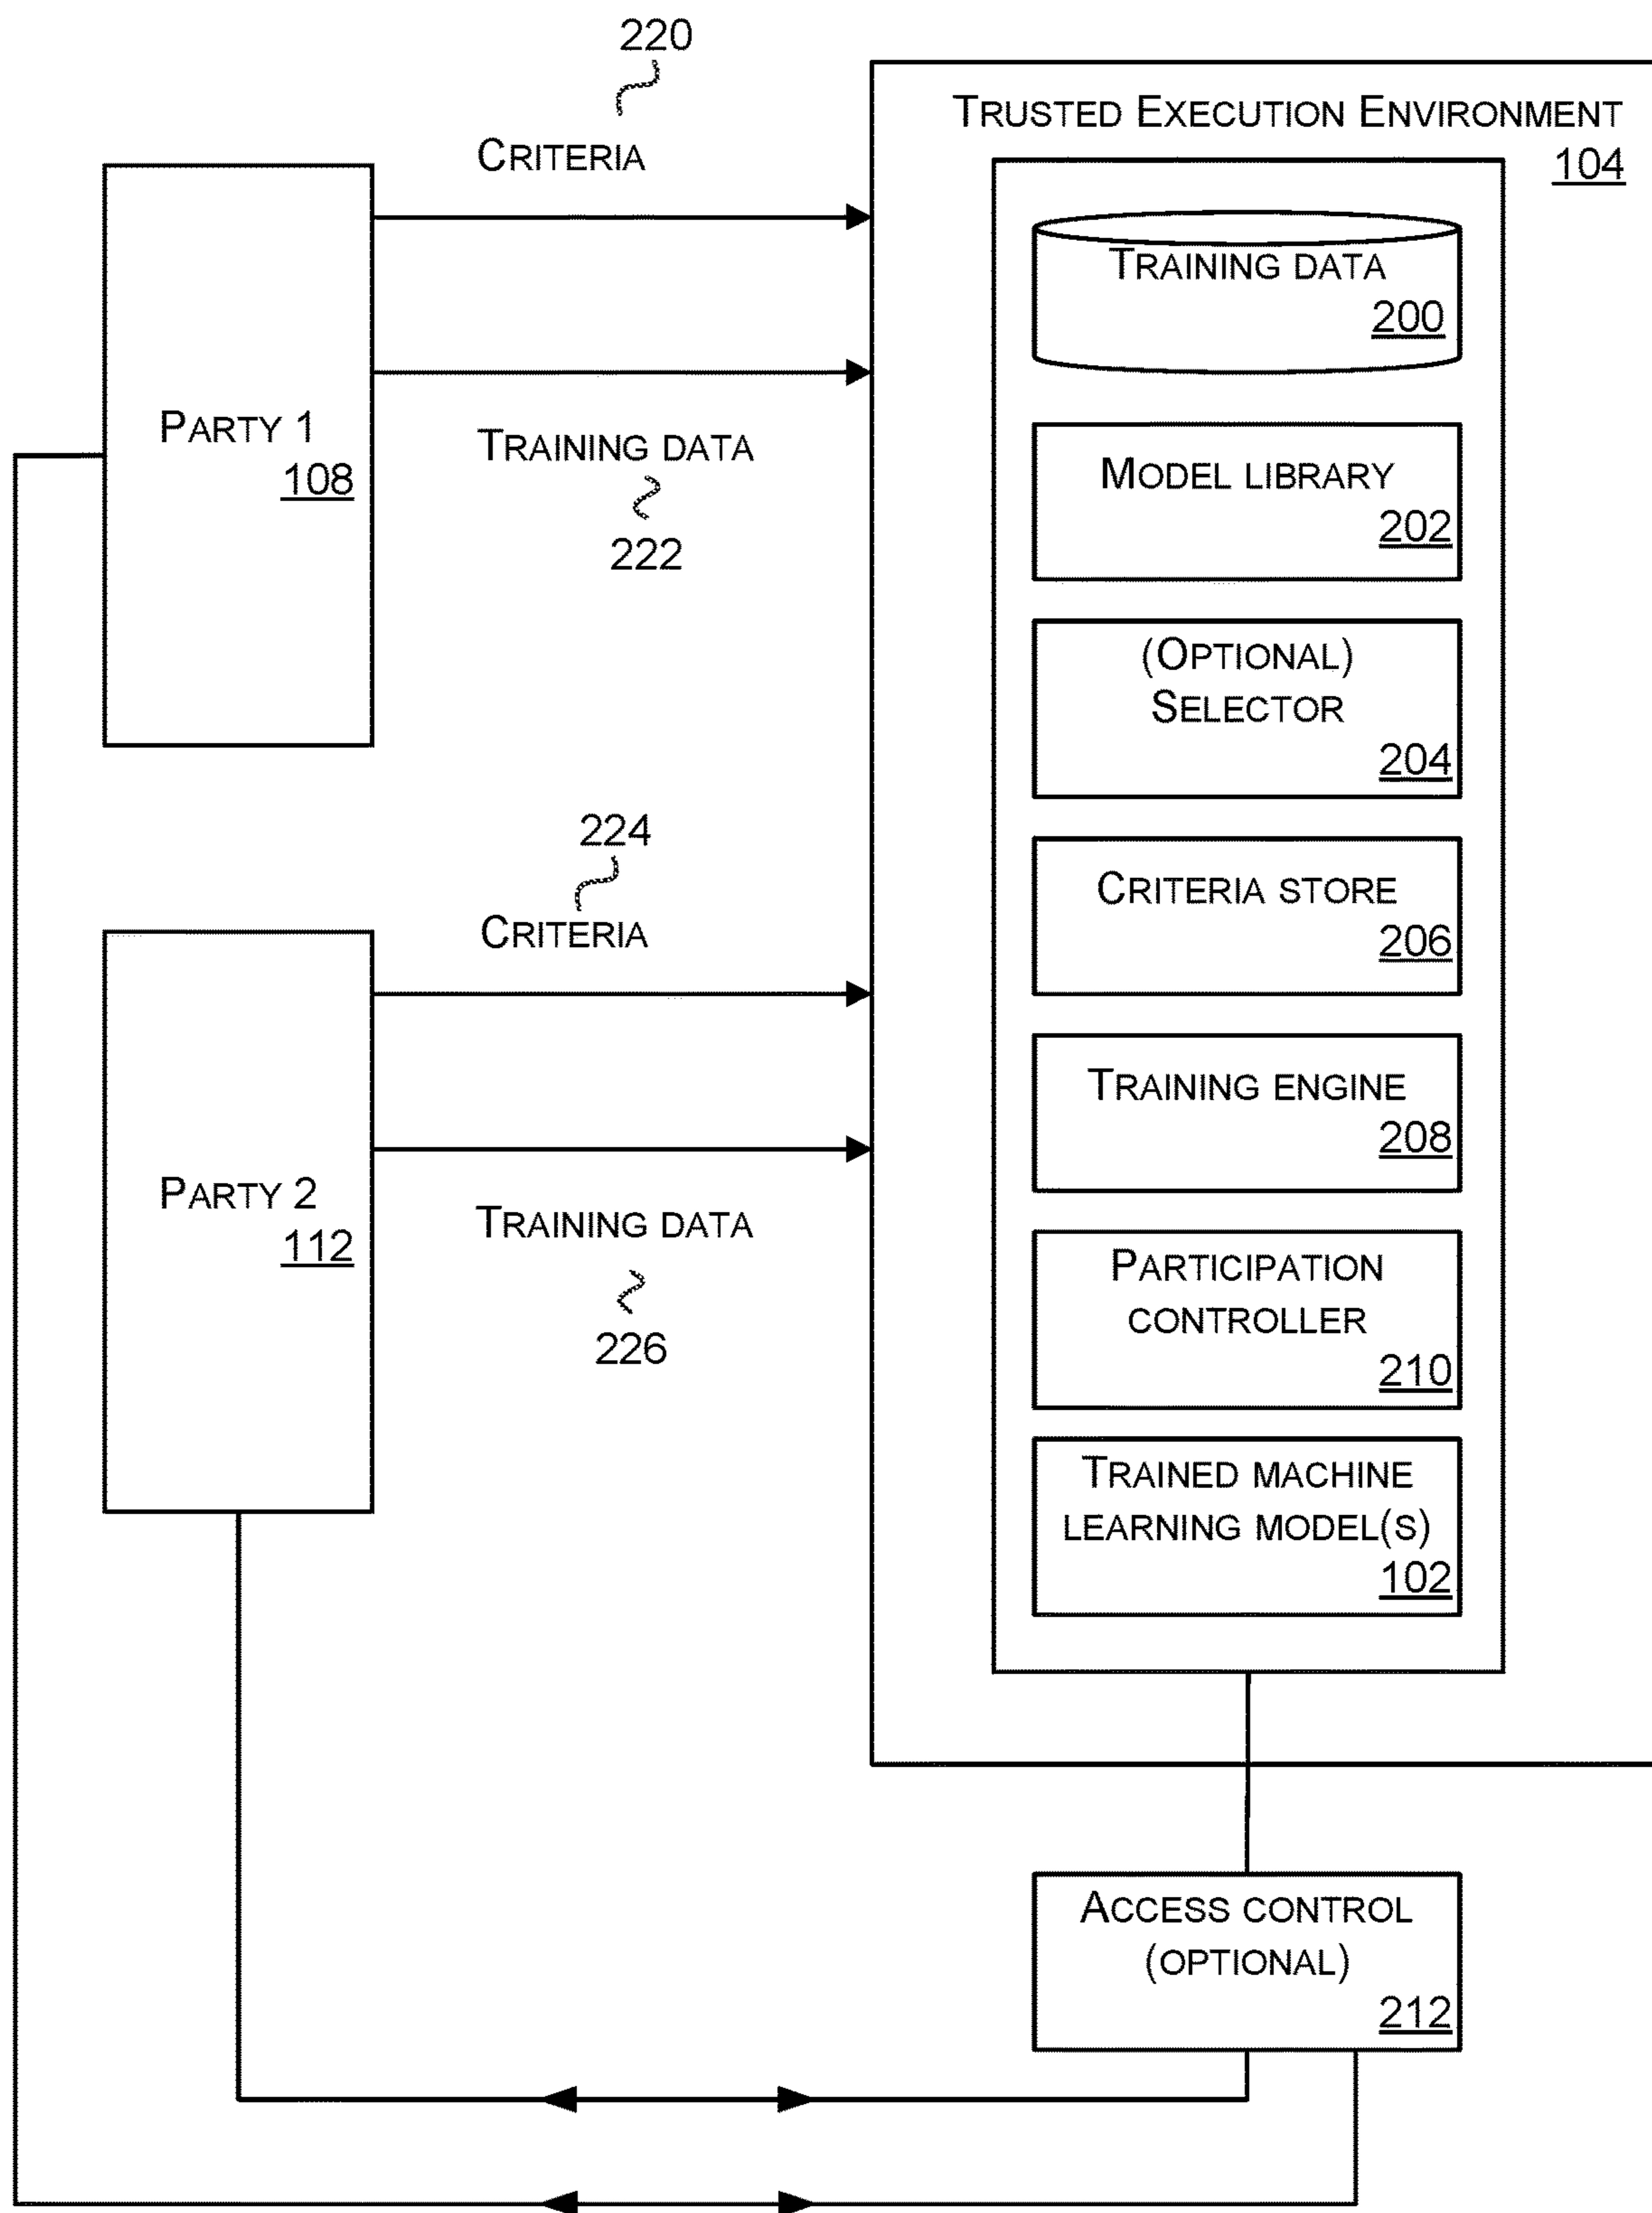 220
CRITERIA
TRUSTED EXECUTION ENVIRONMENT
104
TRAINING DATA
200
PARTY 1
108
TRAINING DATA
222
MODEL LIBRARY
202
(OPTIONAL)
SELECTOR
204
224
CRITERIA
CRITERIA STORE
206
TRAINING ENGINE
208
PARTY 2
112
TRAINING DATA
226
PARTICIPATION
CONTROLLER
210
TRAINED MACHINE
LEARNING MODEL(S)
102
ACCESS CONTROL
(OPTIONAL)
212